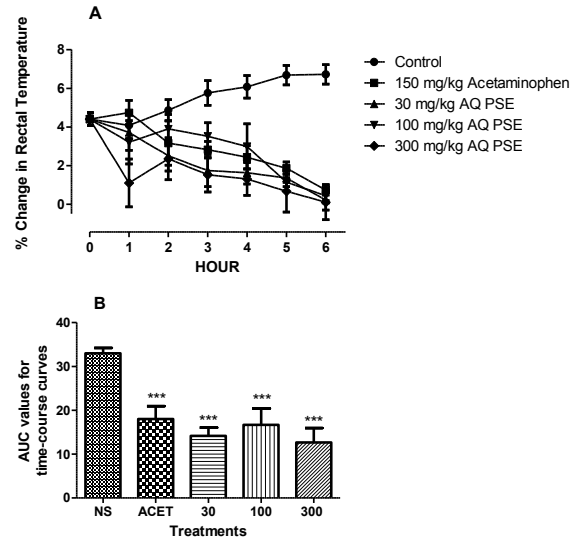 A
% Change in Rectal Temperature
8
6
4
2
0
0 1 2 3 4 5 6
HOUR
Control
150 mg/kg Acetaminophen
30 mg/kg AQ PSE
100 mg/kg AQ PSE
300 mg/kg AQ PSE
B
AUC values for
time-course curves
40
30
20
10
0
*** *** *** ***
NS ACET 30 100 300
Treatments